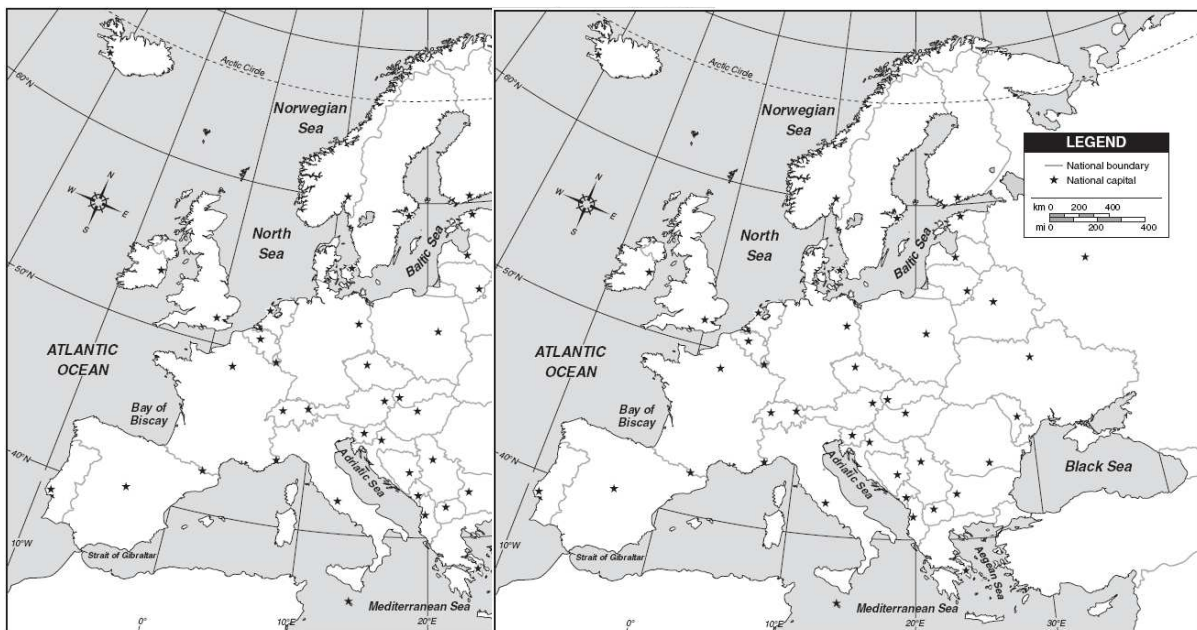 Arctic Circle
60°N
Norwegian
Sea
N
W
E
S
North
Sea
Baltic Sea
50°N
ATLANTIC
OCEAN
Bay of
Biscay
Adriatic Sea
40°N
10°W
Strait of Gibraltar
Mediterranean Sea
0°
10°E
20°E
Arctic Circle
60°N
Norwegian
Sea
LEGEND
National boundary
National capital
km 0 200 400
mi 0 200 400
N
W
E
S
North
Sea
Baltic Sea
50°N
ATLANTIC
OCEAN
Bay of
Biscay
Adriatic Sea
Black Sea
40°N
10°W
Strait of Gibraltar
Aegean Sea
Mediterranean Sea
0°
10°E
20°E
30°E